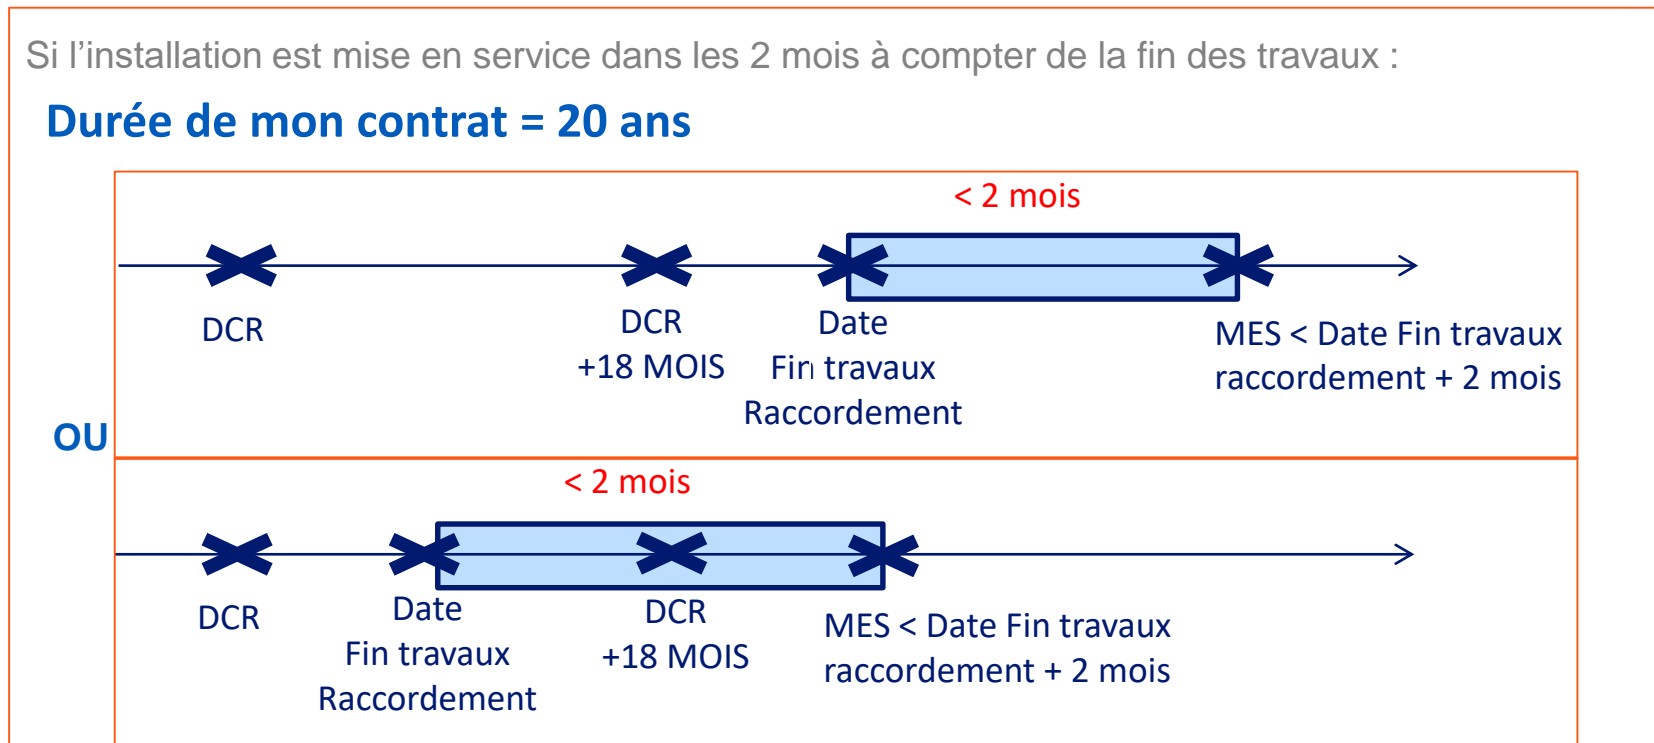 Si l’installation est mise en service dans les 2 mois à compter de la fin des travaux :
Durée de mon contrat = 20 ans
< 2 mois
DCR
DCR
+18 MOIS
Date
Fin travaux
Raccordement
MES < Date Fin travaux
raccordement + 2 mois
OU
< 2 mois
DCR
Date
Fin travaux
Raccordement
DCR
+18 MOIS
MES < Date Fin travaux
raccordement + 2 mois